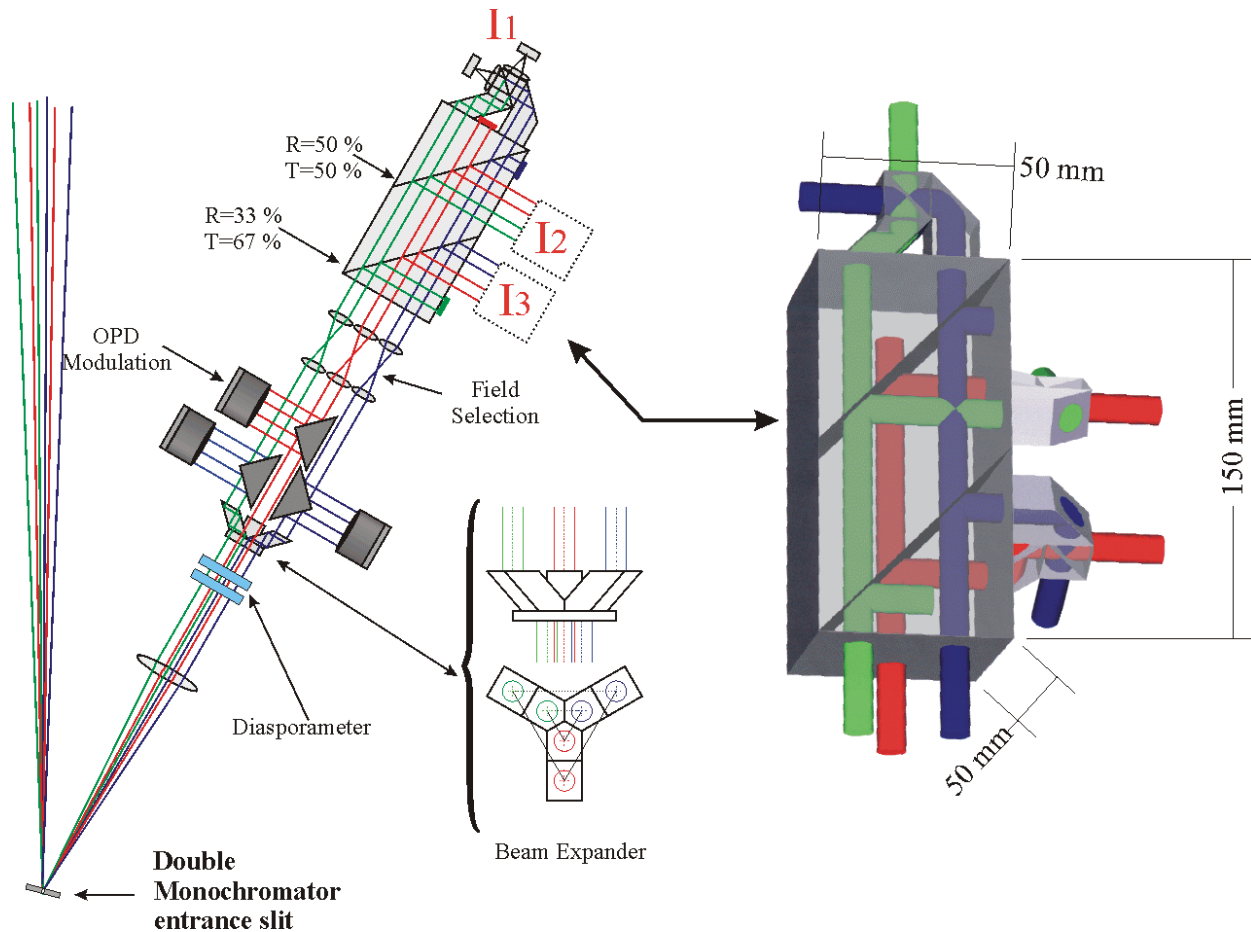 I1
R=50 %
T=50 %
50 mm
R=33 %
T=67 %
I2
I3
OPD
Modulation
Field
Selection
150 mm
Diasporameter
50 mm
Beam Expander
Double
Monochromator
entrance slit